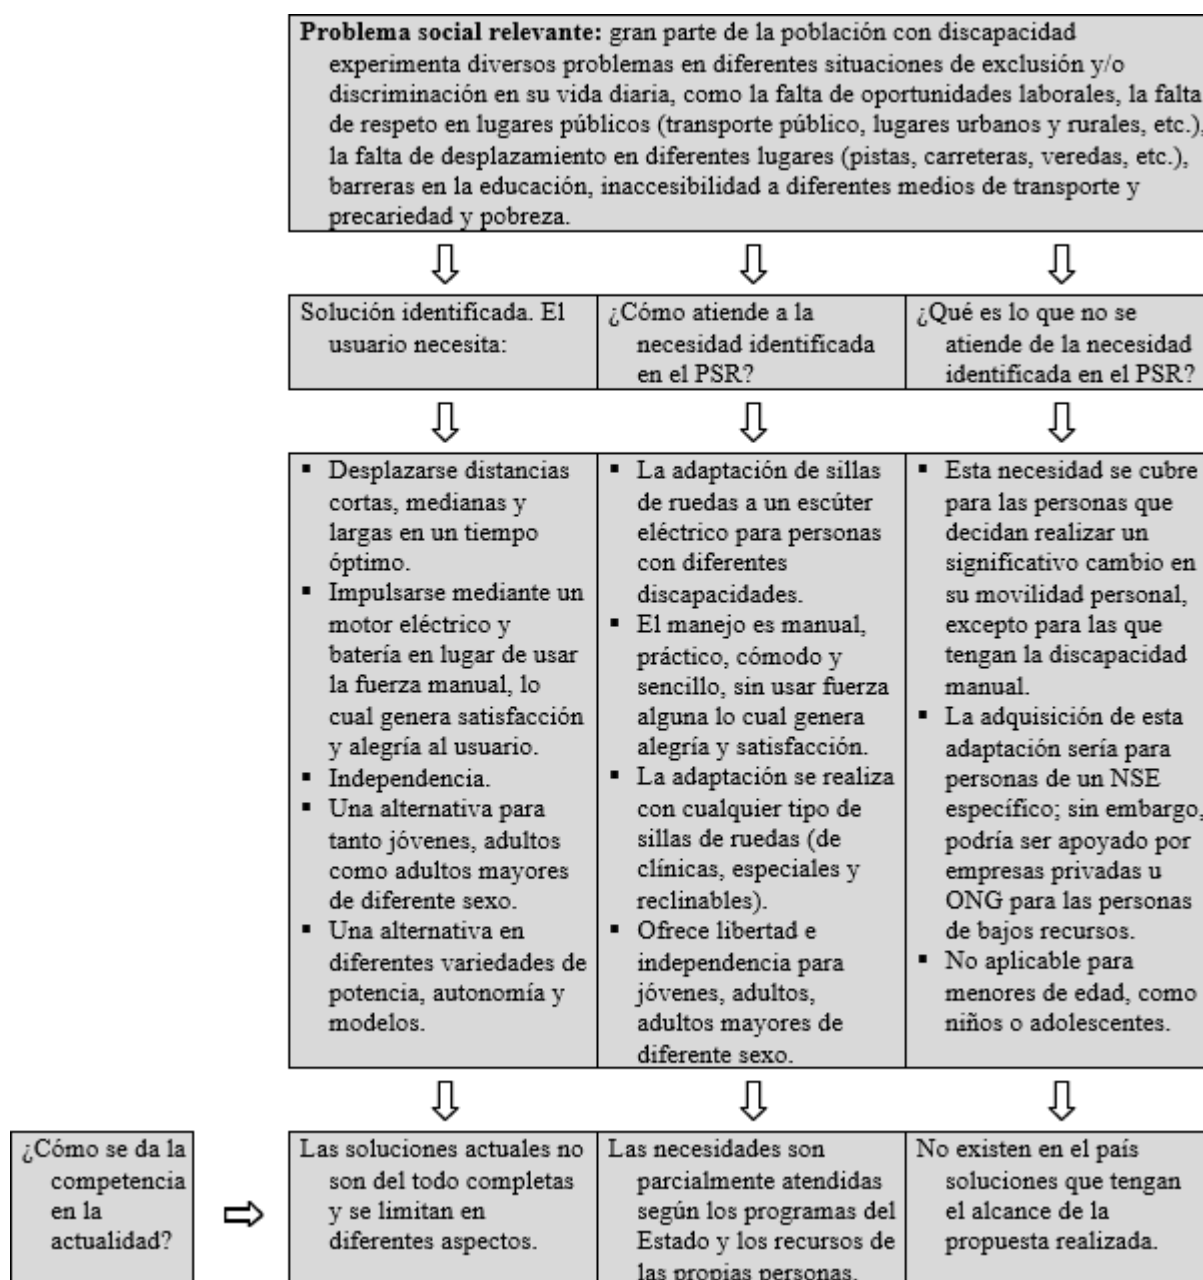 Problema social relevante: gran parte de la población con discapacidad
experimenta diversos problemas en diferentes situaciones de exclusión y/o
discriminación en su vida diaria, como la falta de oportunidades laborales, la falta
de respeto en lugares públicos (transporte público, lugares urbanos y rurales, etc.),
la falta de desplazamiento en diferentes lugares (pistas, carreteras, veredas, etc.),
barreras en la educación, inaccesibilidad a diferentes medios de transporte y
precariedad y pobreza.
Solución identificada. El
usuario necesita:
¿Cómo atiende a la
necesidad identificada
en el PSR?
¿Qué es lo que no se
atiende de la necesidad
identificada en el PSR?
▪ Desplazarse distancias
cortas, medianas y
largas en un tiempo
óptimo.
▪ Impulsarse mediante un
motor eléctrico y
batería en lugar de usar
la fuerza manual, lo
cual genera satisfacción
y alegría al usuario.
▪ Independencia.
▪ Una alternativa para
tanto jóvenes, adultos
como adultos mayores
de diferente sexo.
▪ Una alternativa en
diferentes variedades de
potencia, autonomía y
modelos.
▪ La adaptación de sillas
de ruedas a un escúter
eléctrico para personas
con diferentes
discapacidades.
▪ El manejo es manual,
práctico, cómodo y
sencillo, sin usar fuerza
alguna lo cual genera
alegría y satisfacción.
▪ La adaptación se realiza
con cualquier tipo de
sillas de ruedas (de
clínicas, especiales y
reclinables).
▪ Ofrece libertad e
independencia para
jóvenes, adultos,
adultos mayores de
diferente sexo.
▪ Esta necesidad se cubre
para las personas que
decidan realizar un
significativo cambio en
su movilidad personal,
excepto para las que
tengan la discapacidad
manual.
▪ La adquisición de esta
adaptación sería para
personas de un NSE
específico; sin embargo,
podría ser apoyado por
empresas privadas u
ONG para las personas
de bajos recursos.
▪ No aplicable para
menores de edad, como
niños o adolescentes.
¿Cómo se da la
competencia
en la
actualidad?
Las soluciones actuales no
son del todo completas
y se limitan en
diferentes aspectos.
Las necesidades son
parcialmente atendidas
según los programas del
Estado y los recursos de
las propias personas.
No existen en el país
soluciones que tengan
el alcance de la
propuesta realizada.